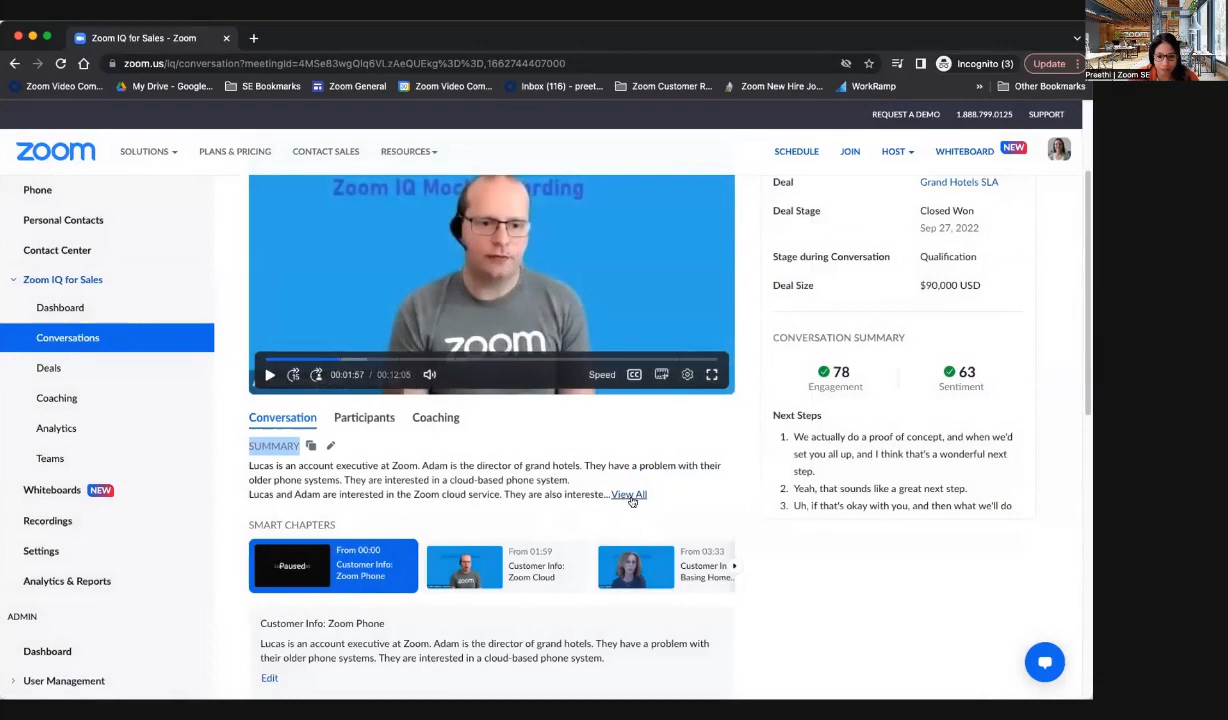 Zoom IQ for Sales - Zoom
zoom.us/iq/conversation?meetingId=4MSe83wgQIq6VLzAeQUEkg%3D%3D,1662744407000
Incognito (3)
Update
Zoom Video Com...
My Drive - Google...
SE Bookmarks
Zoom General
Zoom Video Com...
Inbox (116) - preet...
Zoom Customer R...
Zoom New Hire Jo...
WorkRamp
Other Bookmarks
Preethi | Zoom SE
REQUEST A DEMO
1.888.799.0125
SUPPORT
zoom
SOLUTIONS
PLANS & PRICING
CONTACT SALES
RESOURCES
SCHEDULE
JOIN
HOST
WHITEBOARD
NEW
Phone
Personal Contacts
Contact Center
Zoom IQ for Sales
Dashboard
Conversations
Deals
Coaching
Analytics
Teams
Whiteboards
NEW
Recordings
Settings
Analytics & Reports
ADMIN
Dashboard
User Management
zoom
00:01:57 / 00:12:05
Speed
CC
Conversation
Participants
Coaching
SUMMARY
Lucas is an account executive at Zoom. Adam is the director of grand hotels. They have a problem with their
older phone systems. They are interested in a cloud-based phone system.
Lucas and Adam are interested in the Zoom cloud service. They are also intereste...View All
SMART CHAPTERS
Paused
From 00:00
Customer Info:
Zoom Phone
From 01:59
Customer Info:
Zoom Cloud
From 03:33
Customer In
Basing Home..
Customer Info: Zoom Phone
Lucas is an account executive at Zoom. Adam is the director of grand hotels. They have a problem with
their older phone systems. They are interested in a cloud-based phone system.
Edit
Deal
Grand Hotels SLA
Deal Stage
Closed Won
Sep 27, 2022
Stage during Conversation
Qualification
Deal Size
$90,000 USD
CONVERSATION SUMMARY
78
Engagement
63
Sentiment
Next Steps
1. We actually do a proof of concept, and when we'd
set you all up, and I think that's a wonderful next
step.
2. Yeah, that sounds like a great next step.
3. Uh, if that's okay with you, and then what we'll do